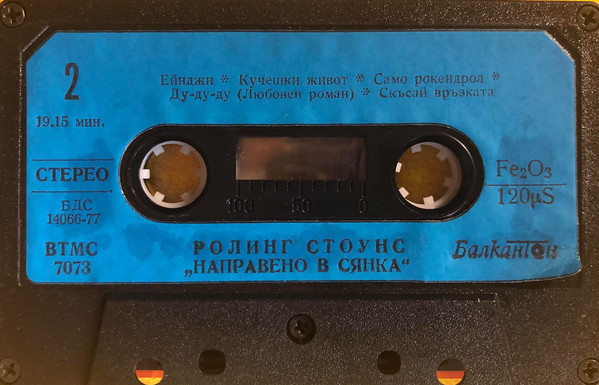 2
Ейнджи * Кучешки живот * Само рокендрол *
Ду-ду-ду (Любовен роман) * Скъсай връзката
19.15 мин.
СТЕРЕО
БДС
14066-77
ВТМС
7073
100 50 0
Fe₂O₃
120μS
РОЛИНГ СТОУНС
„НАПРАВЕНО В СЯНКА“
Балкантон